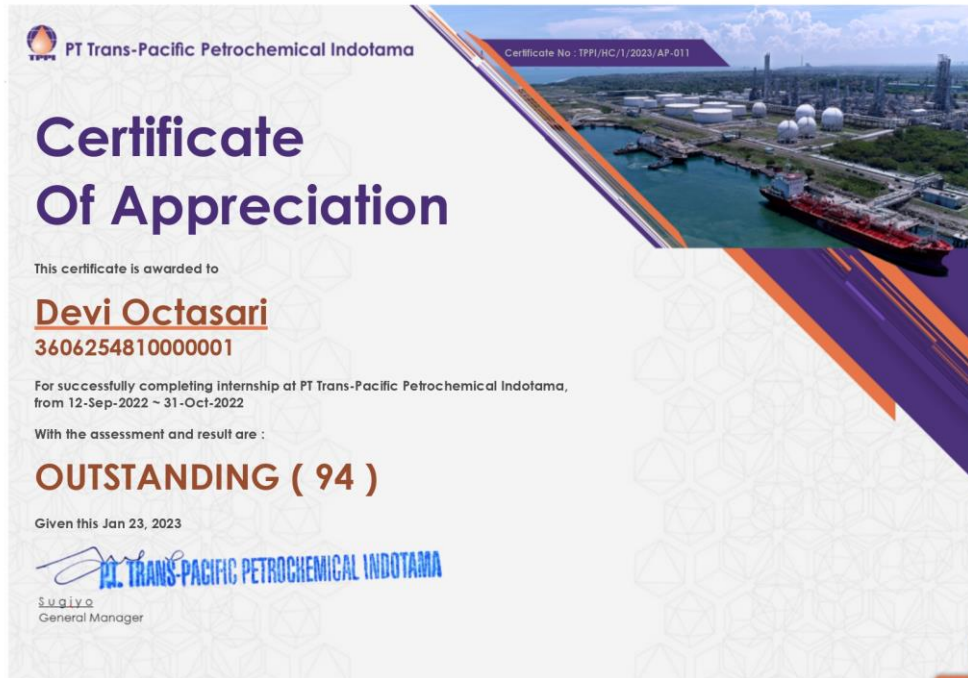 TPPI
PT Trans-Pacific Petrochemical Indotama
Certificate No : TPPI/HC/1/2023/AP-011
Certificate
Of Appreciation
This certificate is awarded to
Devi Octasari
3606254810000001
For successfully completing internship at PT Trans-Pacific Petrochemical Indotama,
from 12-Sep-2022 ~ 31-Oct-2022
With the assessment and result are :
OUTSTANDING ( 94 )
Given this Jan 23, 2023
PT. TRANS-PACIFIC PETROCHEMICAL INDOTAMA
Sugiyo
General Manager